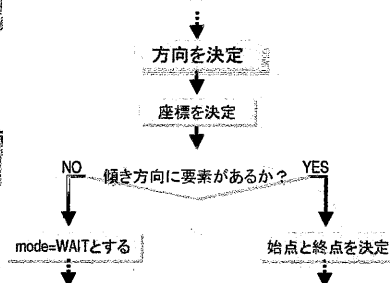 方向を決定
座標を決定
NO
傾き方向に要素があるか？
YES
mode=WAITとする
始点と終点を決定